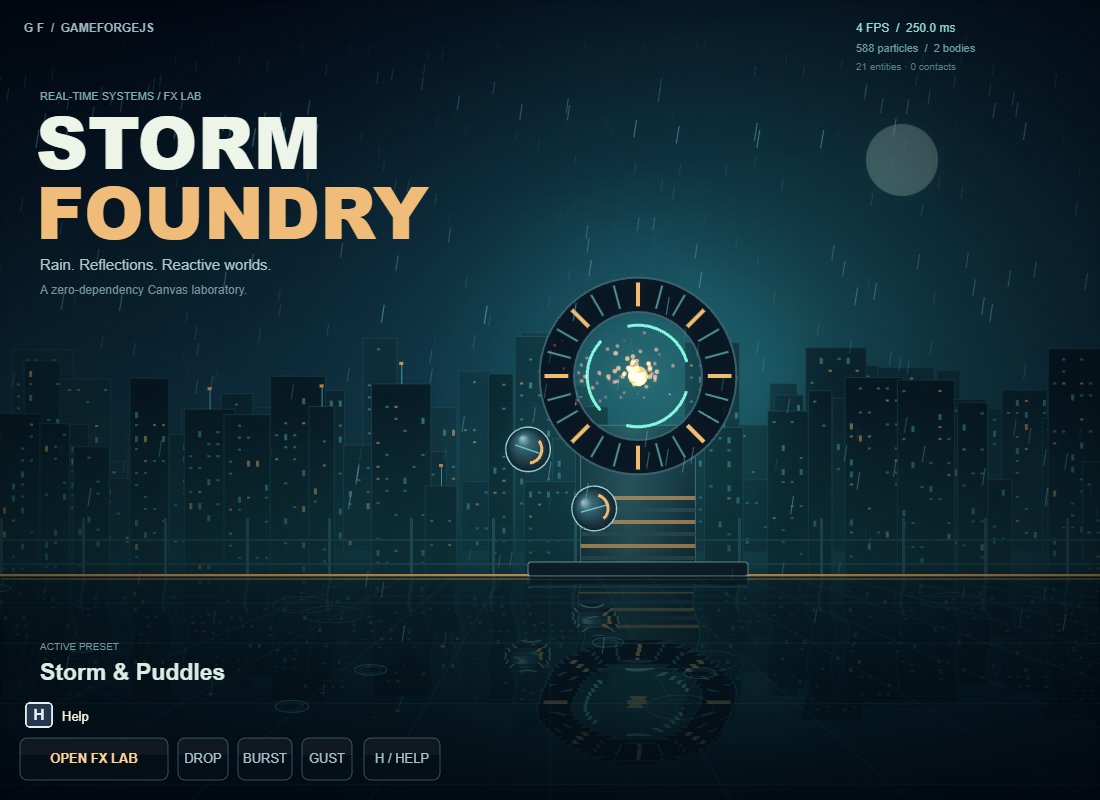 G F / GAMEFORGEJS
4 FPS / 250.0 ms
588 particles / 2 bodies
21 entities · 0 contacts
REAL-TIME SYSTEMS / FX LAB
STORM
FOUNDRY
Rain. Reflections. Reactive worlds.
A zero-dependency Canvas laboratory.
ACTIVE PRESET
Storm & Puddles
H Help
OPEN FX LAB DROP BURST GUST H / HELP